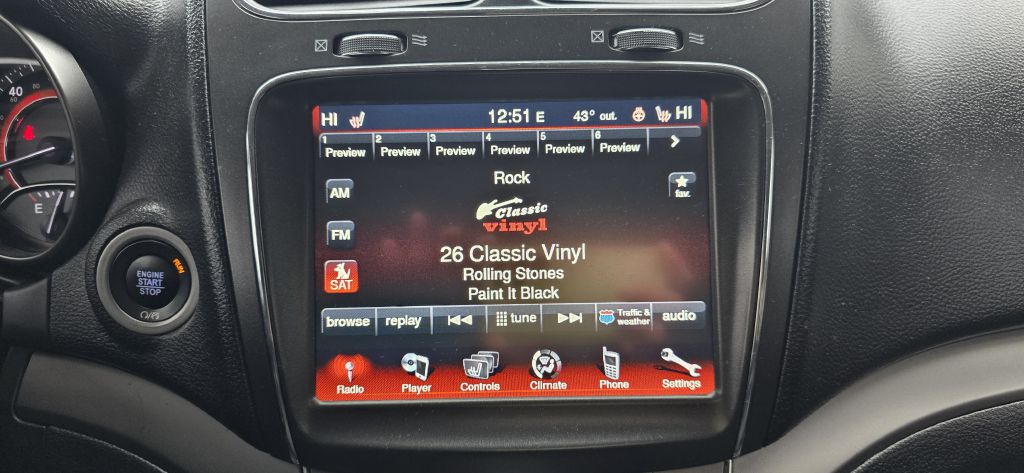 40
80
60
E
HI
12:51 E
43° out.
HI
1 Preview
2 Preview
3 Preview
4 Preview
5 Preview
6 Preview
AM
Rock
fav.
Classic
vinyl
FM
26 Classic Vinyl
Rolling Stones
Paint It Black
SAT
RUN
ENGINE
START
STOP
browse
replay
tune
Traffic &
weather
audio
Radio
Player
Controls
Climate
Phone
Settings